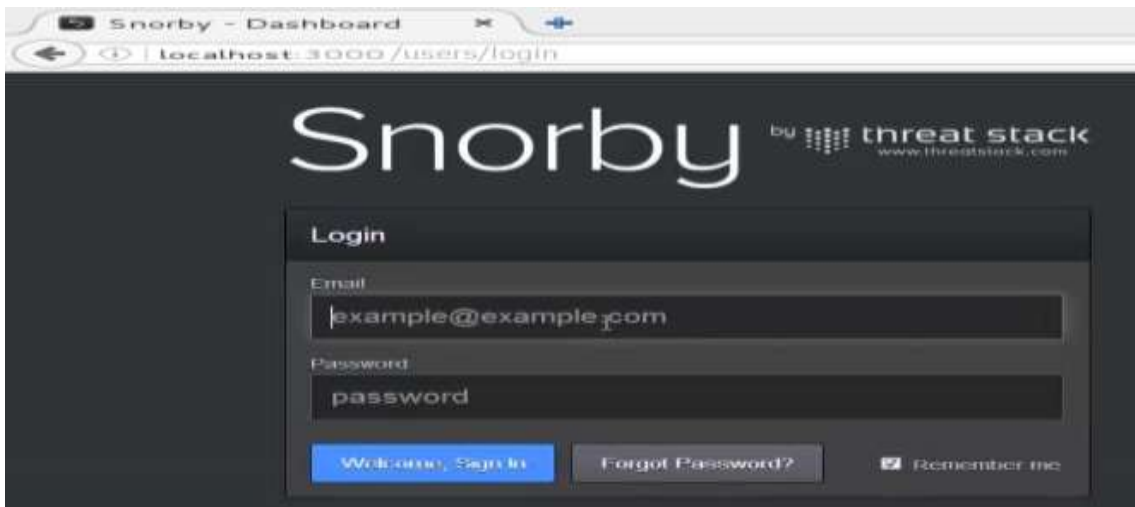 Snorby - Dashboard
localhost:3000/users/login
Snorby by threat stack
www.threatstack.com
Login
Email
example@example.com
Password
password
Welcome, Sign In
Forgot Password?
Remember me